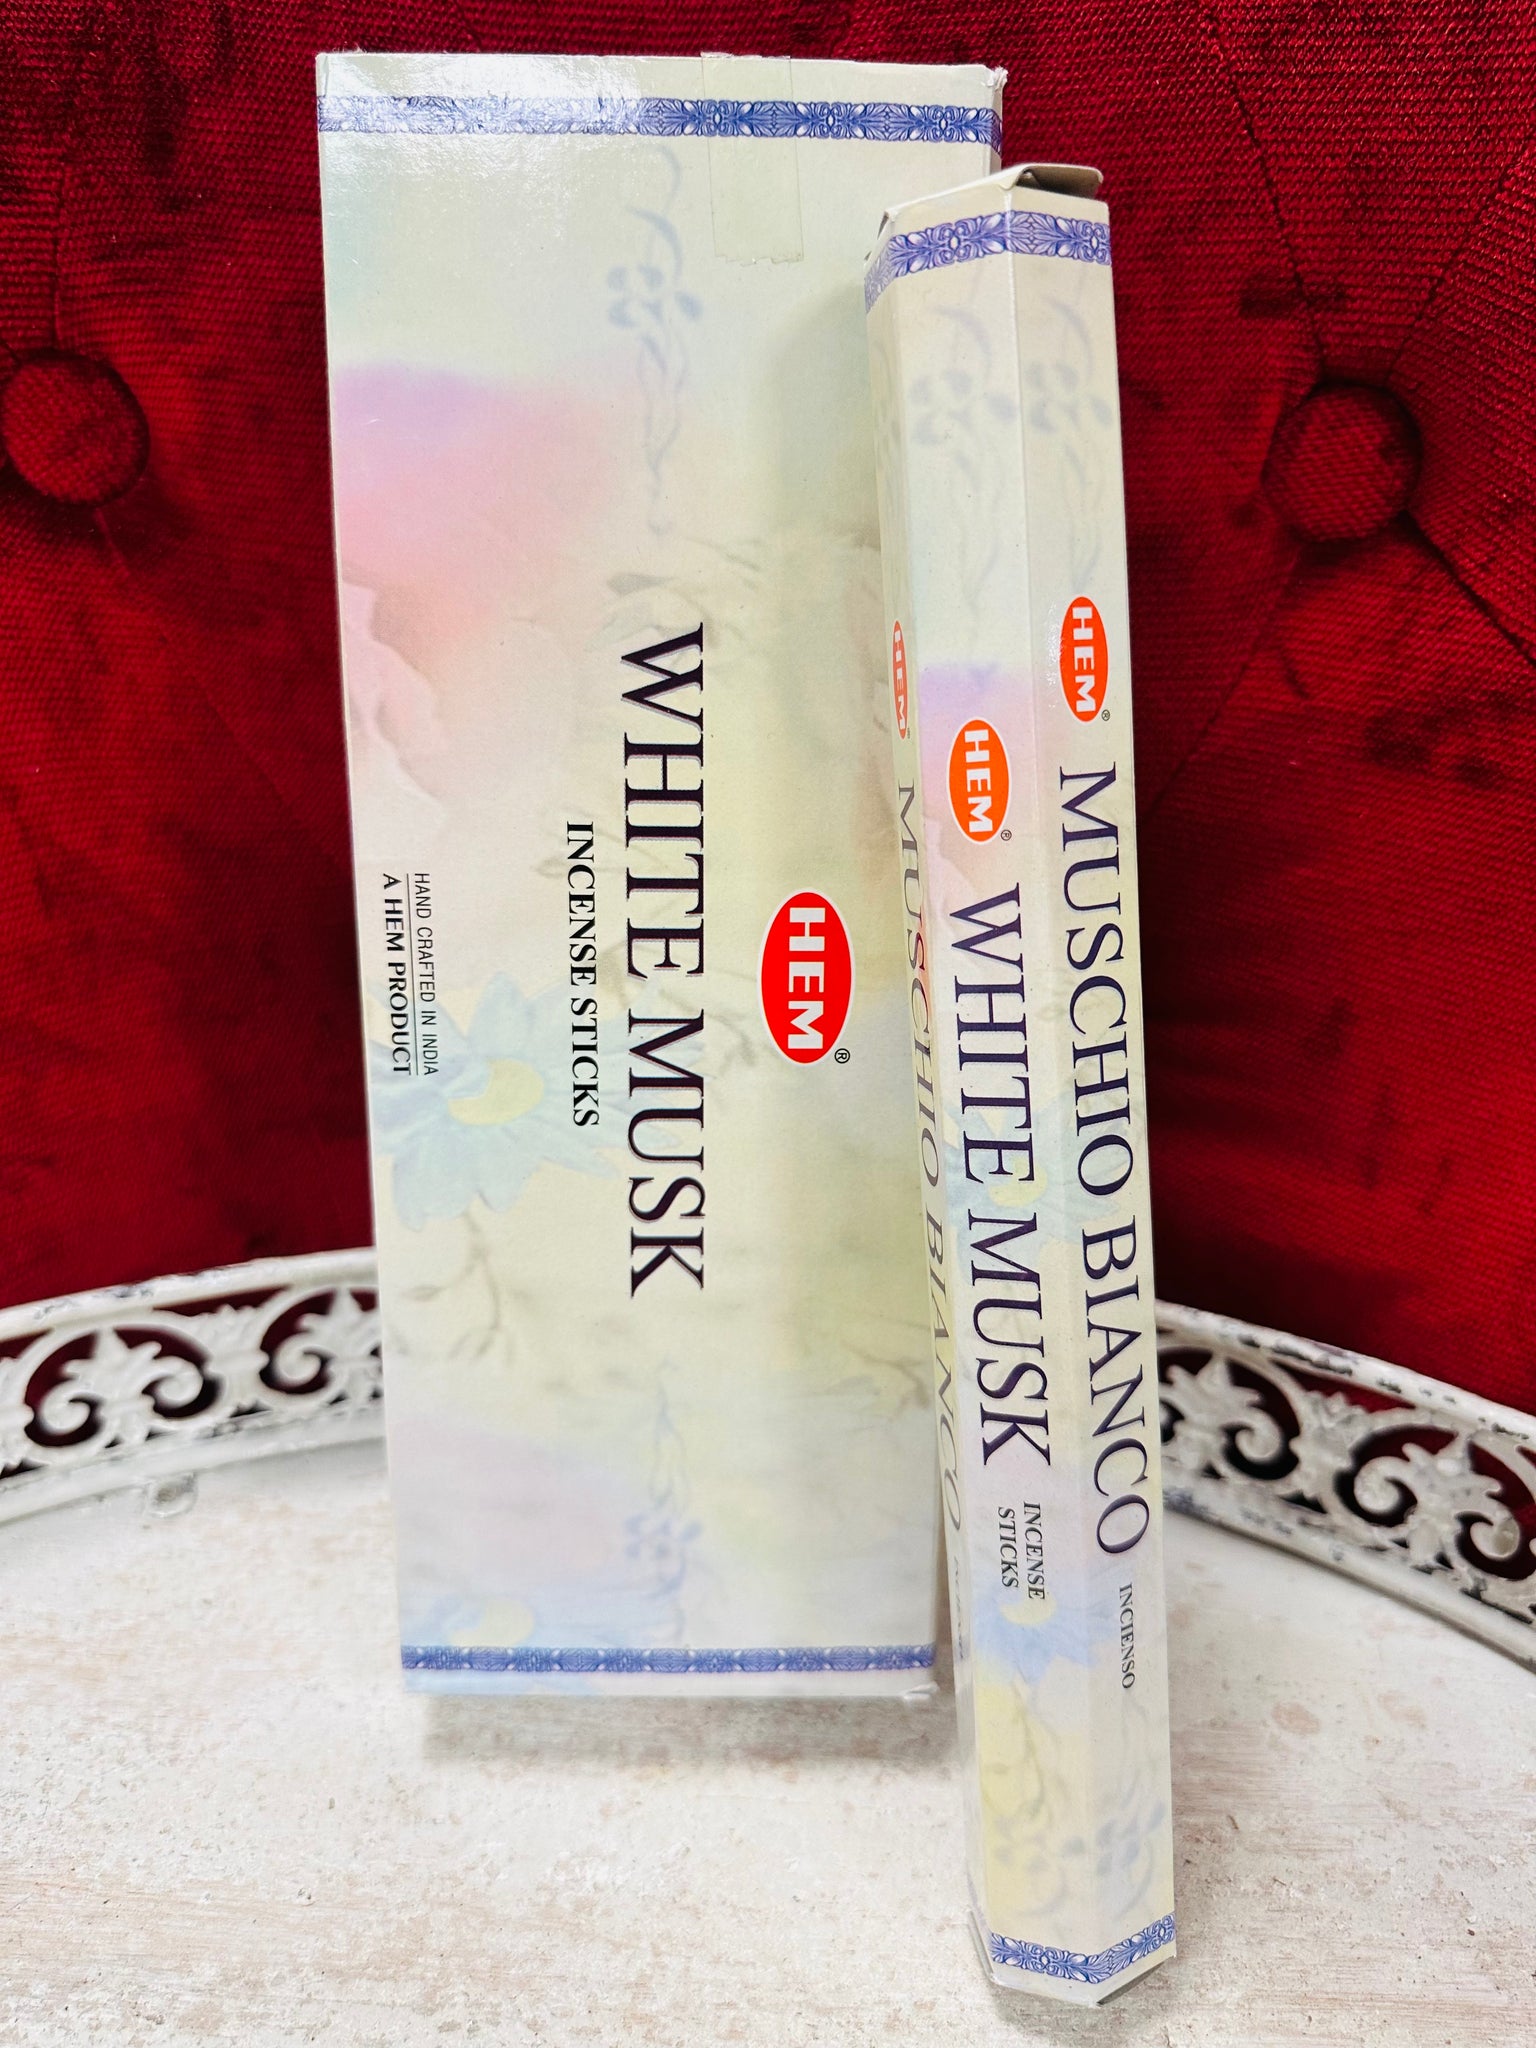 HEM®
WHITE MUSK
INCENSE STICKS
HAND CRAFTED IN INDIA
A HEM PRODUCT
HEM®
MUSCHIO BIANCO
INCIENSO
HEM®
WHITE MUSK
INCENSE
STICKS
HEM
MUSCHIO BIANCO